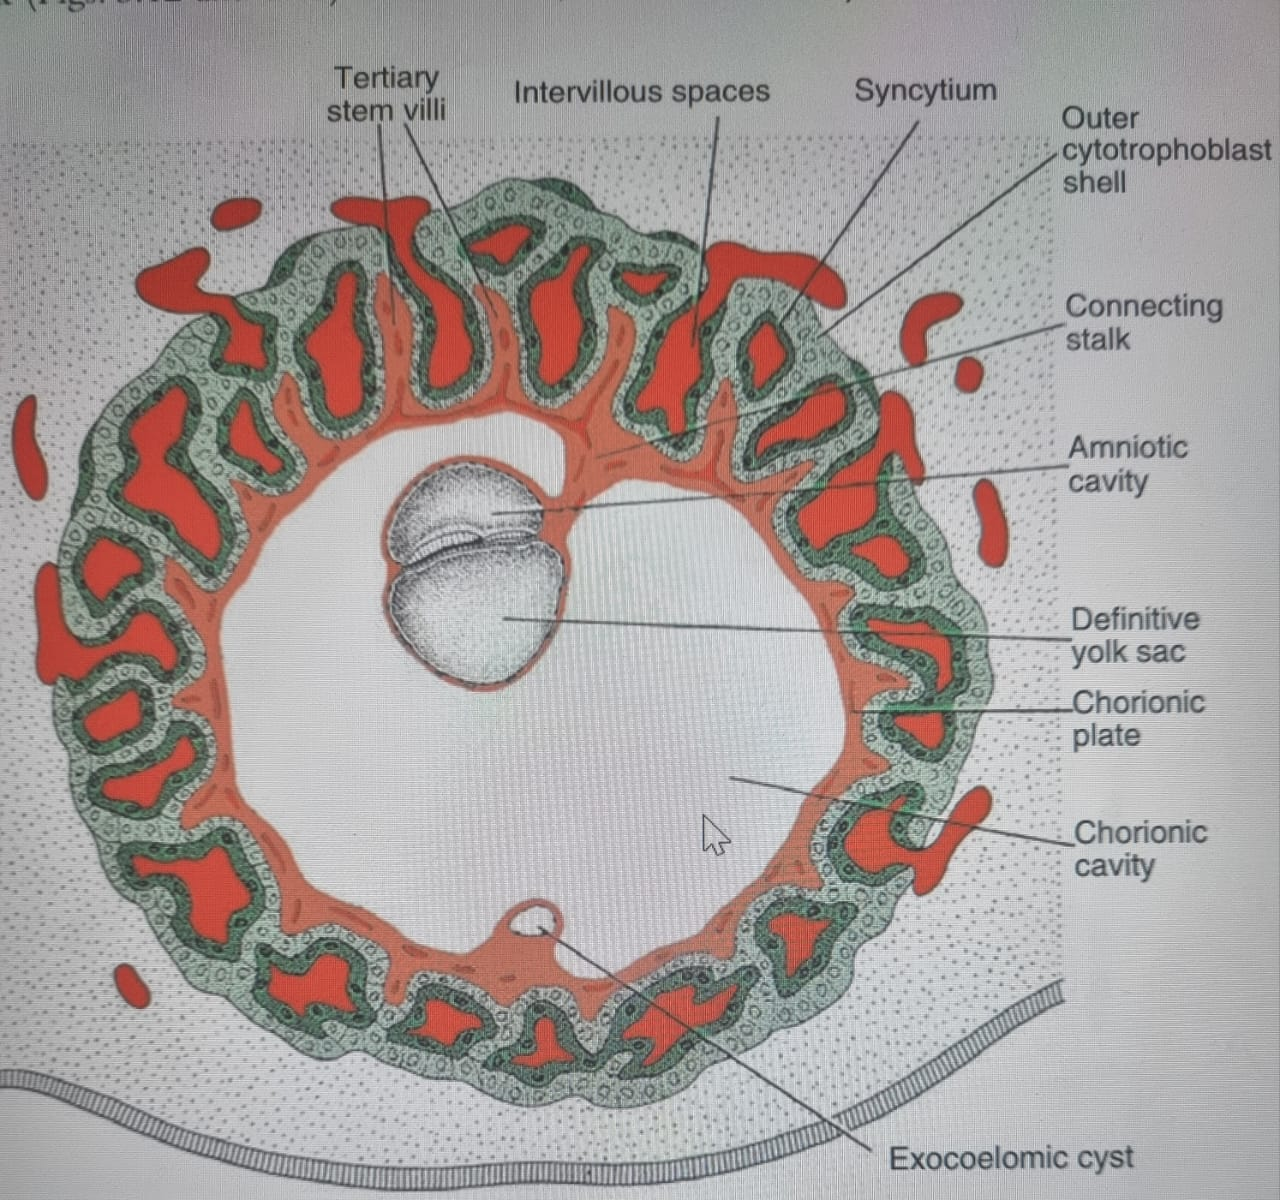 Tertiary
stem villi
Intervillous spaces
Syncytium
Outer
cytotrophoblast
shell
Connecting
stalk
Amniotic
cavity
Definitive
yolk sac
Chorionic
plate
Chorionic
cavity
Exocoelomic cyst